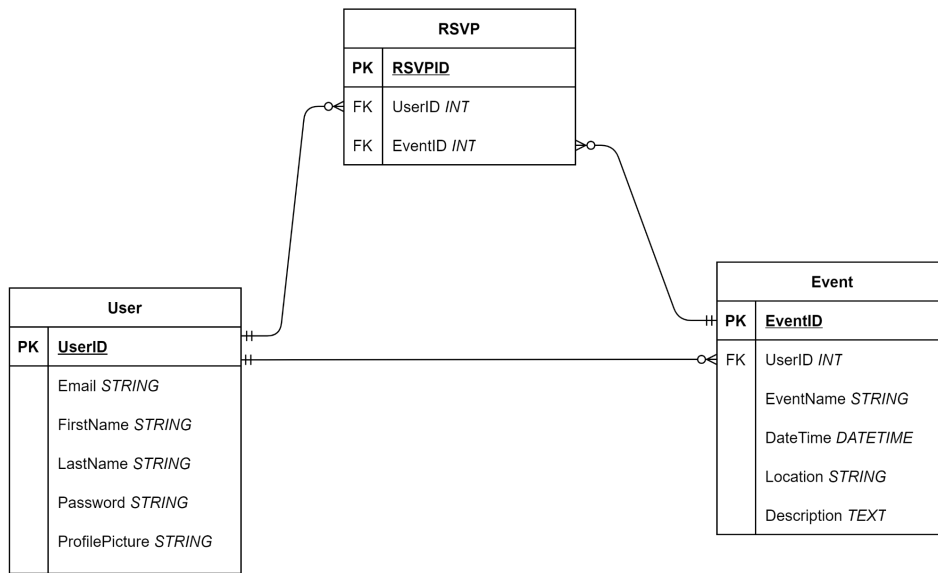 RSVP
PK RSVPID
FK UserID INT
FK EventID INT
User
PK UserID
Email STRING
FirstName STRING
LastName STRING
Password STRING
ProfilePicture STRING
Event
PK EventID
FK UserID INT
EventName STRING
DateTime DATETIME
Location STRING
Description TEXT